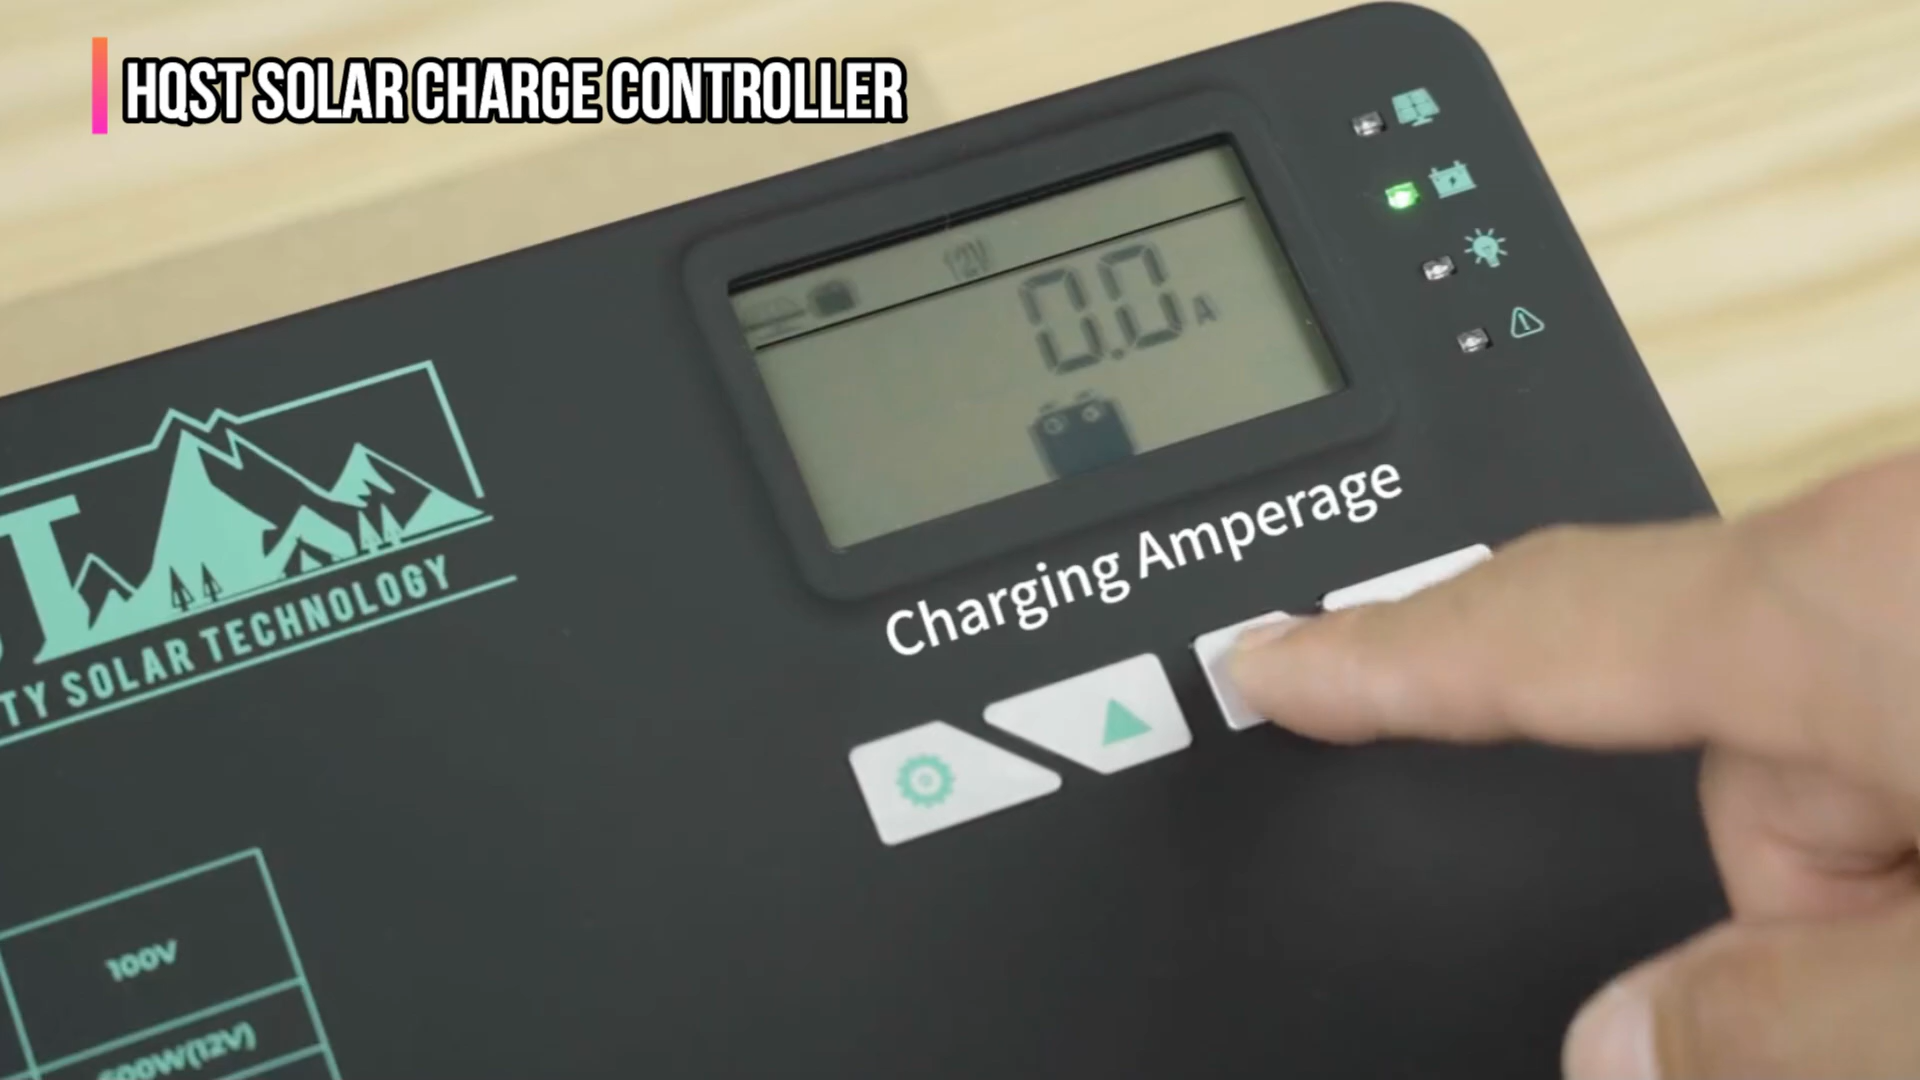 HQST SOLAR CHARGE CONTROLLER
12V
0.0A
Charging Amperage
TY SOLAR TECHNOLOGY
100V
600W(12V)